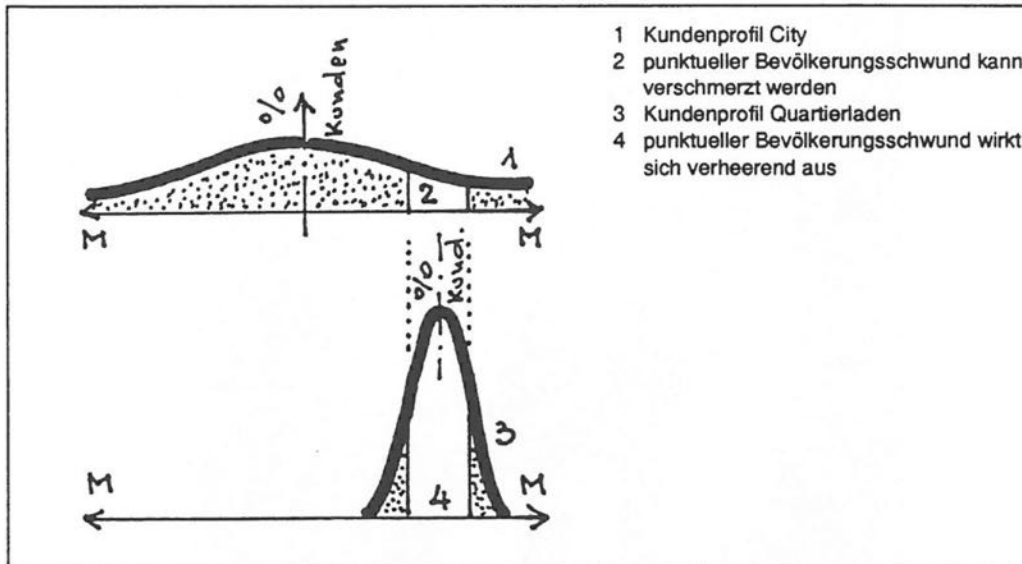 % Kunden
1
2
M
M
% Kund
3
4
M
M
1 Kundenprofil City
2 punktueller Bevölkerungsschwund kann
verschmerzt werden
3 Kundenprofil Quartierladen
4 punktueller Bevölkerungsschwund wirkt
sich verheerend aus